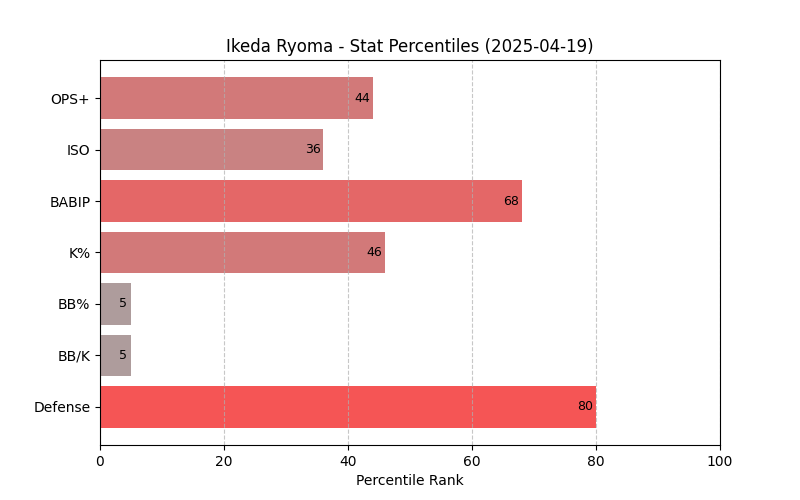 Ikeda Ryoma - Stat Percentiles (2025-04-19)
OPS+ 44
ISO 36
BABIP 68
K% 46
BB% 5
BB/K 5
Defense 80
0 20 40 60 80 100
Percentile Rank